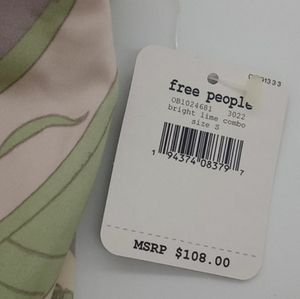 free people
OB1024681 3022
bright lime combo
size S
1 94374 08379 7
MSRP $108.00